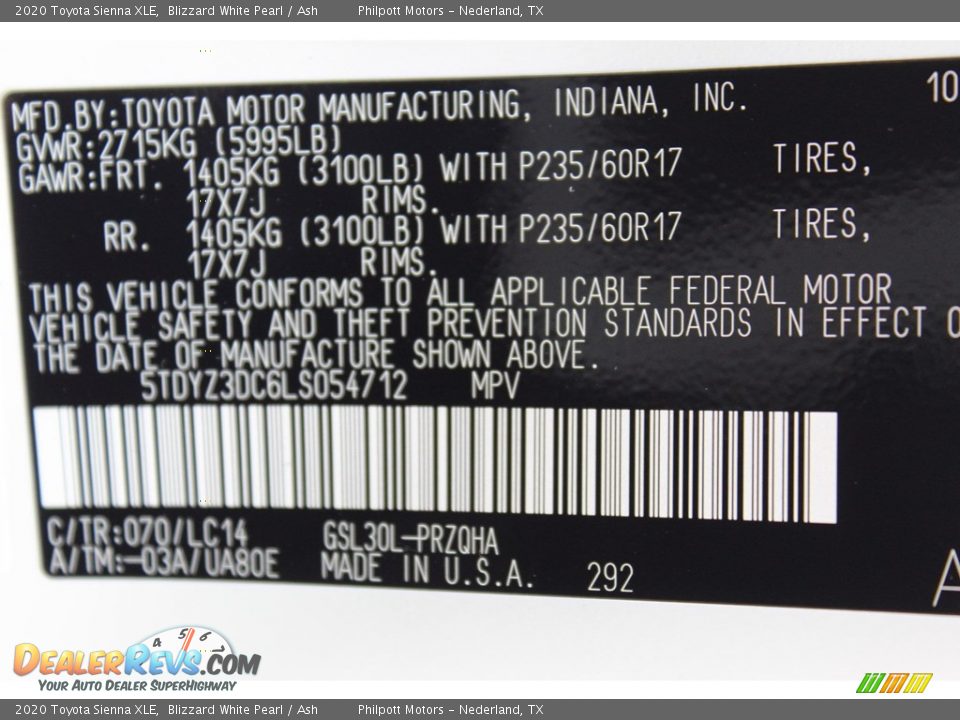 2020 Toyota Sienna XLE, Blizzard White Pearl / Ash Philpott Motors - Nederland, TX
MFD.BY:TOYOTA MOTOR MANUFACTURING, INDIANA, INC. 10
GVWR:2715KG (5995LB)
GAWR:FRT. 1405KG (3100LB) WITH P235/60R17 TIRES,
17X7J RIMS.
RR. 1405KG (3100LB) WITH P235/60R17 TIRES,
17X7J RIMS.
THIS VEHICLE CONFORMS TO ALL APPLICABLE FEDERAL MOTOR
VEHICLE SAFETY AND THEFT PREVENTION STANDARDS IN EFFECT O
THE DATE OF MANUFACTURE SHOWN ABOVE.
5TDYZ3DC6LS054712 MPV
C/TR:070/LC14 GSL30L-PRZQHA
A/TM:-03A/UA80E MADE IN U.S.A. 292 A
4 5 6
DEALERREVS.COM
YOUR AUTO DEALER SUPERHIGHWAY
2020 Toyota Sienna XLE, Blizzard White Pearl / Ash Philpott Motors - Nederland, TX